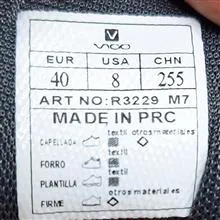 VIGO
EUR USA CHN
40 8 255
ART NO:R3229 M7
MADE IN PRC
textil otros materiales
CAPELLADA
textil
FORRO
PLANTILLA
textil otros materiales
FIRME